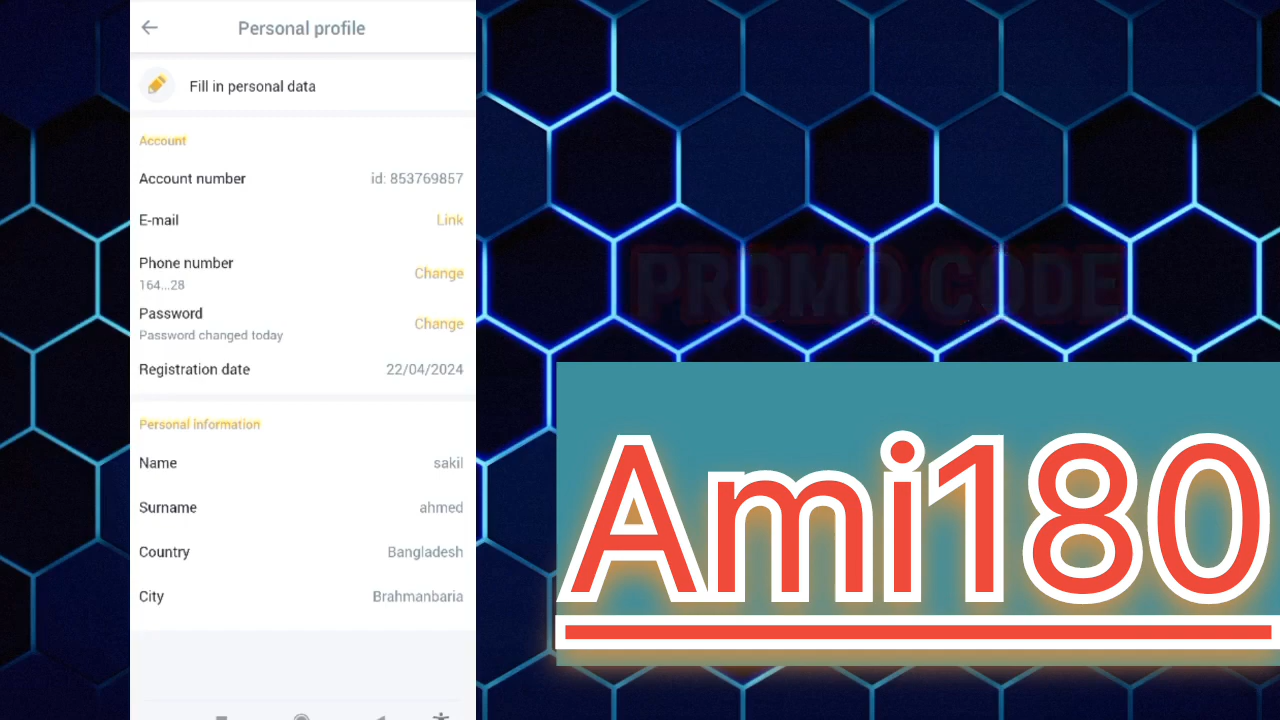 Personal profile
Fill in personal data
Account
Account number id: 853769857
E-mail Link
Phone number Change
164...28
Password Change
Password changed today
Registration date 22/04/2024
Personal information
Name sakil
Surname ahmed
Country Bangladesh
City Brahmanbaria
PROMO CODE
Ami180